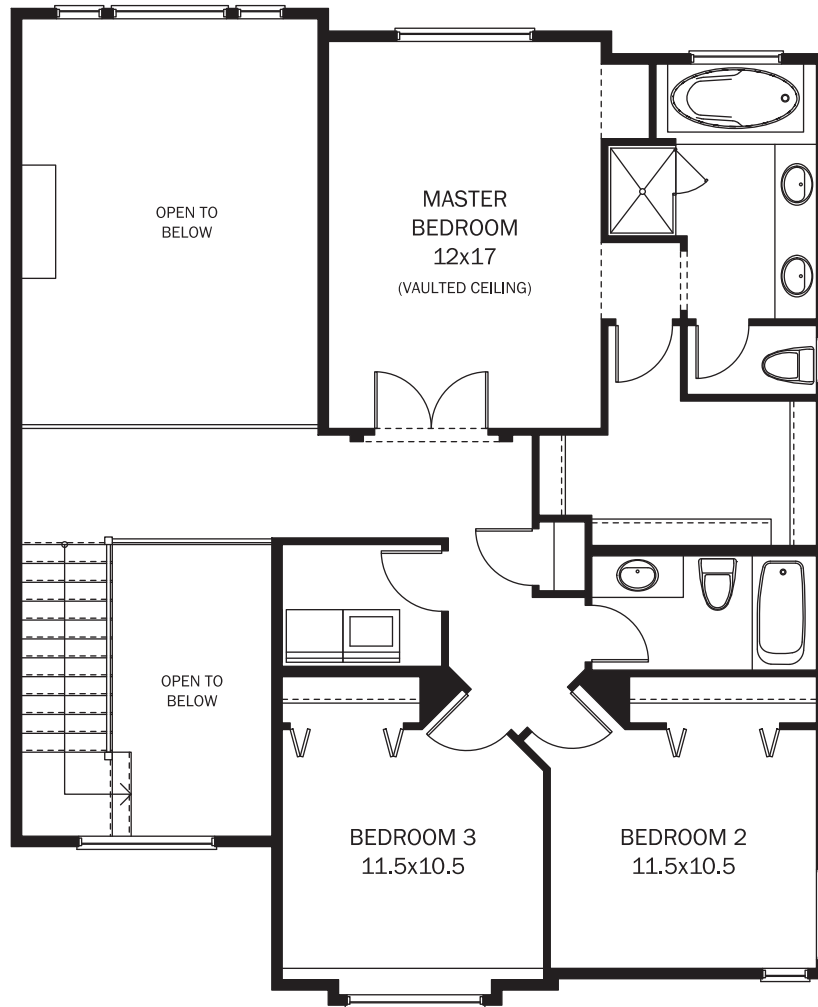 OPEN TO
BELOW
MASTER
BEDROOM
12x17
(VAULTED CEILING)
OPEN TO
BELOW
BEDROOM 3
11.5x10.5
BEDROOM 2
11.5x10.5